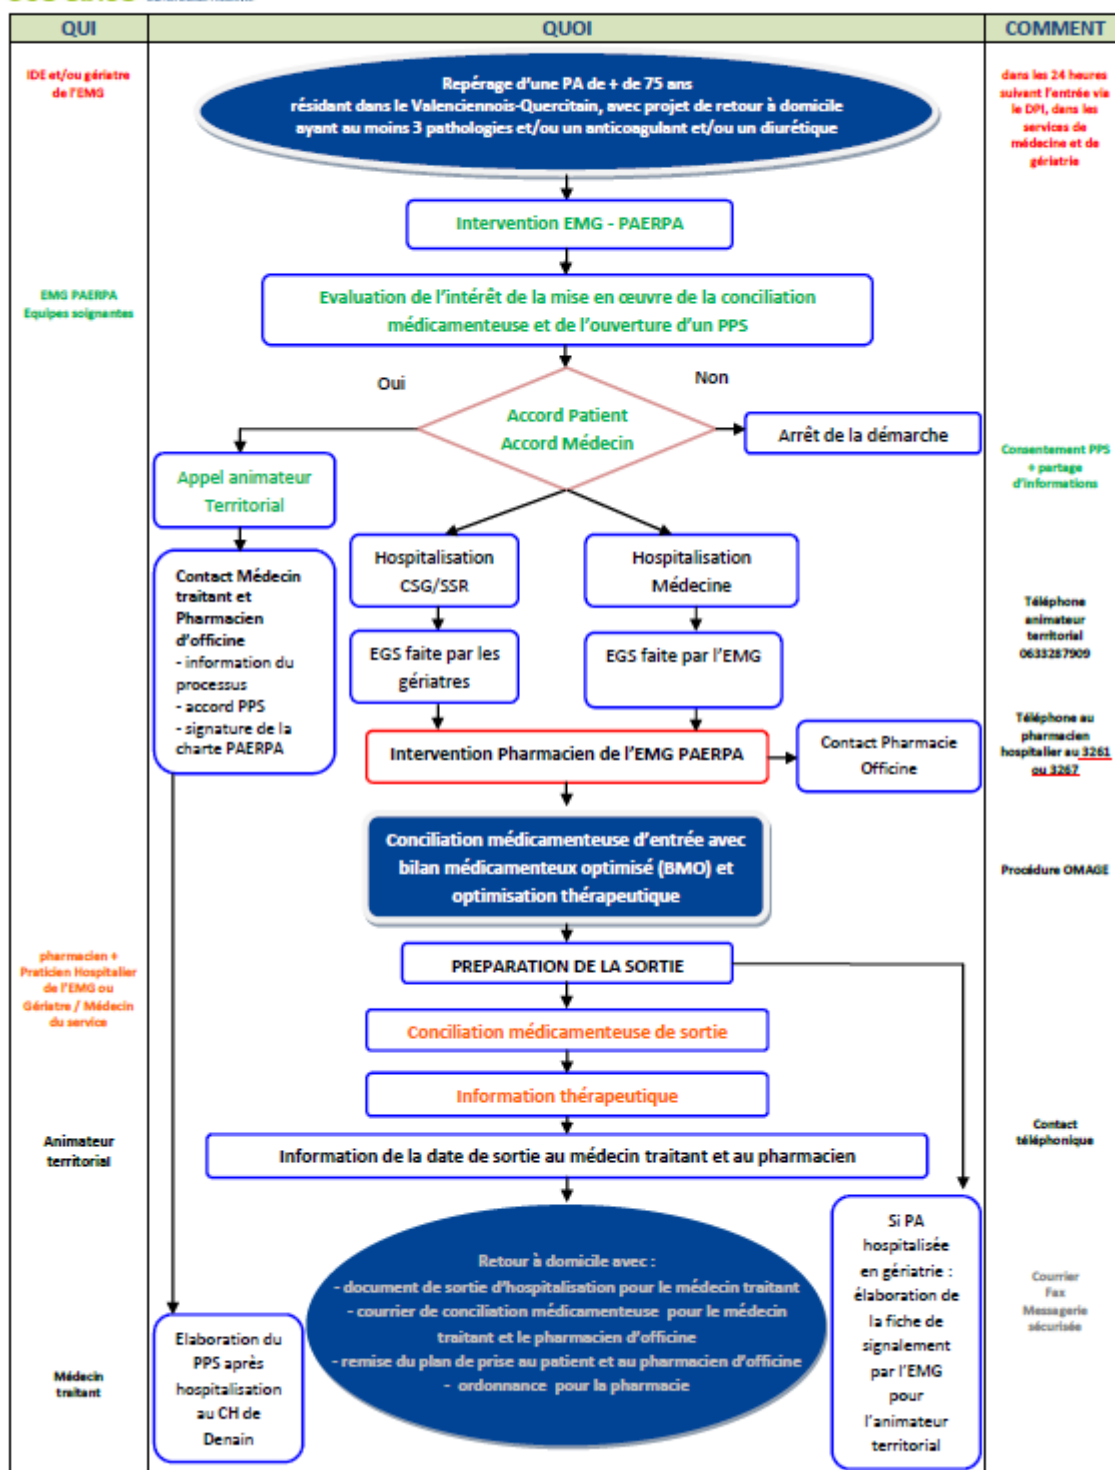 QUI
QUOI
COMMENT
IDE et/ou gériatre
de l'EMG
Repérage d'une PA de + de 75 ans
résidant dans le Valenciennois-Quercitain, avec projet de retour à domicile
ayant au moins 3 pathologies et/ou un anticoagulant et/ou un diurétique
dans les 24 heures
suivant l'entrée via
le DPI, dans les
services de
médecine et de
gériatrie
Intervention EMG - PAERPA
EMG PAERPA
Equipes soignantes
Evaluation de l'intérêt de la mise en œuvre de la conciliation
médicamenteuse et de l'ouverture d'un PPS
Oui
Non
Accord Patient
Accord Médecin
Arrêt de la démarche
Consentement PPS
+ partage
d'informations
Appel animateur
Territorial
Contact Médecin
traitant et
Pharmacien
d'officine
- information du
processus
- accord PPS
- signature de la
charte PAERPA
Hospitalisation
CSG/SSR
Hospitalisation
Médecine
EGS faite par les
gériatres
EGS faite par l'EMG
Téléphone
animateur
territorial
0633287909
Intervention Pharmacien de l'EMG PAERPA
Contact Pharmacie
Officine
Téléphone au
pharmacien
hospitalier au 3261
ou 3267
Conciliation médicamenteuse d'entrée avec
bilan médicamenteux optimisé (BMO) et
optimisation thérapeutique
Procédure OMAGE
pharmacien +
Praticien Hospitalier
de l'EMG ou
Gériatre / Médecin
du service
PREPARATION DE LA SORTIE
Conciliation médicamenteuse de sortie
Information thérapeutique
Animateur
territorial
Information de la date de sortie au médecin traitant et au pharmacien
Contact
téléphonique
Retour à domicile avec :
- document de sortie d'hospitalisation pour le médecin traitant
- courrier de conciliation médicamenteuse pour le médecin
traitant et le pharmacien d'officine
- remise du plan de prise au patient et au pharmacien d'officine
- ordonnance pour la pharmacie
Si PA
hospitalisée
en gériatrie :
élaboration de
la fiche de
signalement
par l'EMG
pour
l'animateur
territorial
Courrier
Fax
Messagerie
sécurisée
Médecin
traitant
Elaboration du
PPS après
hospitalisation
au CH de
Denain